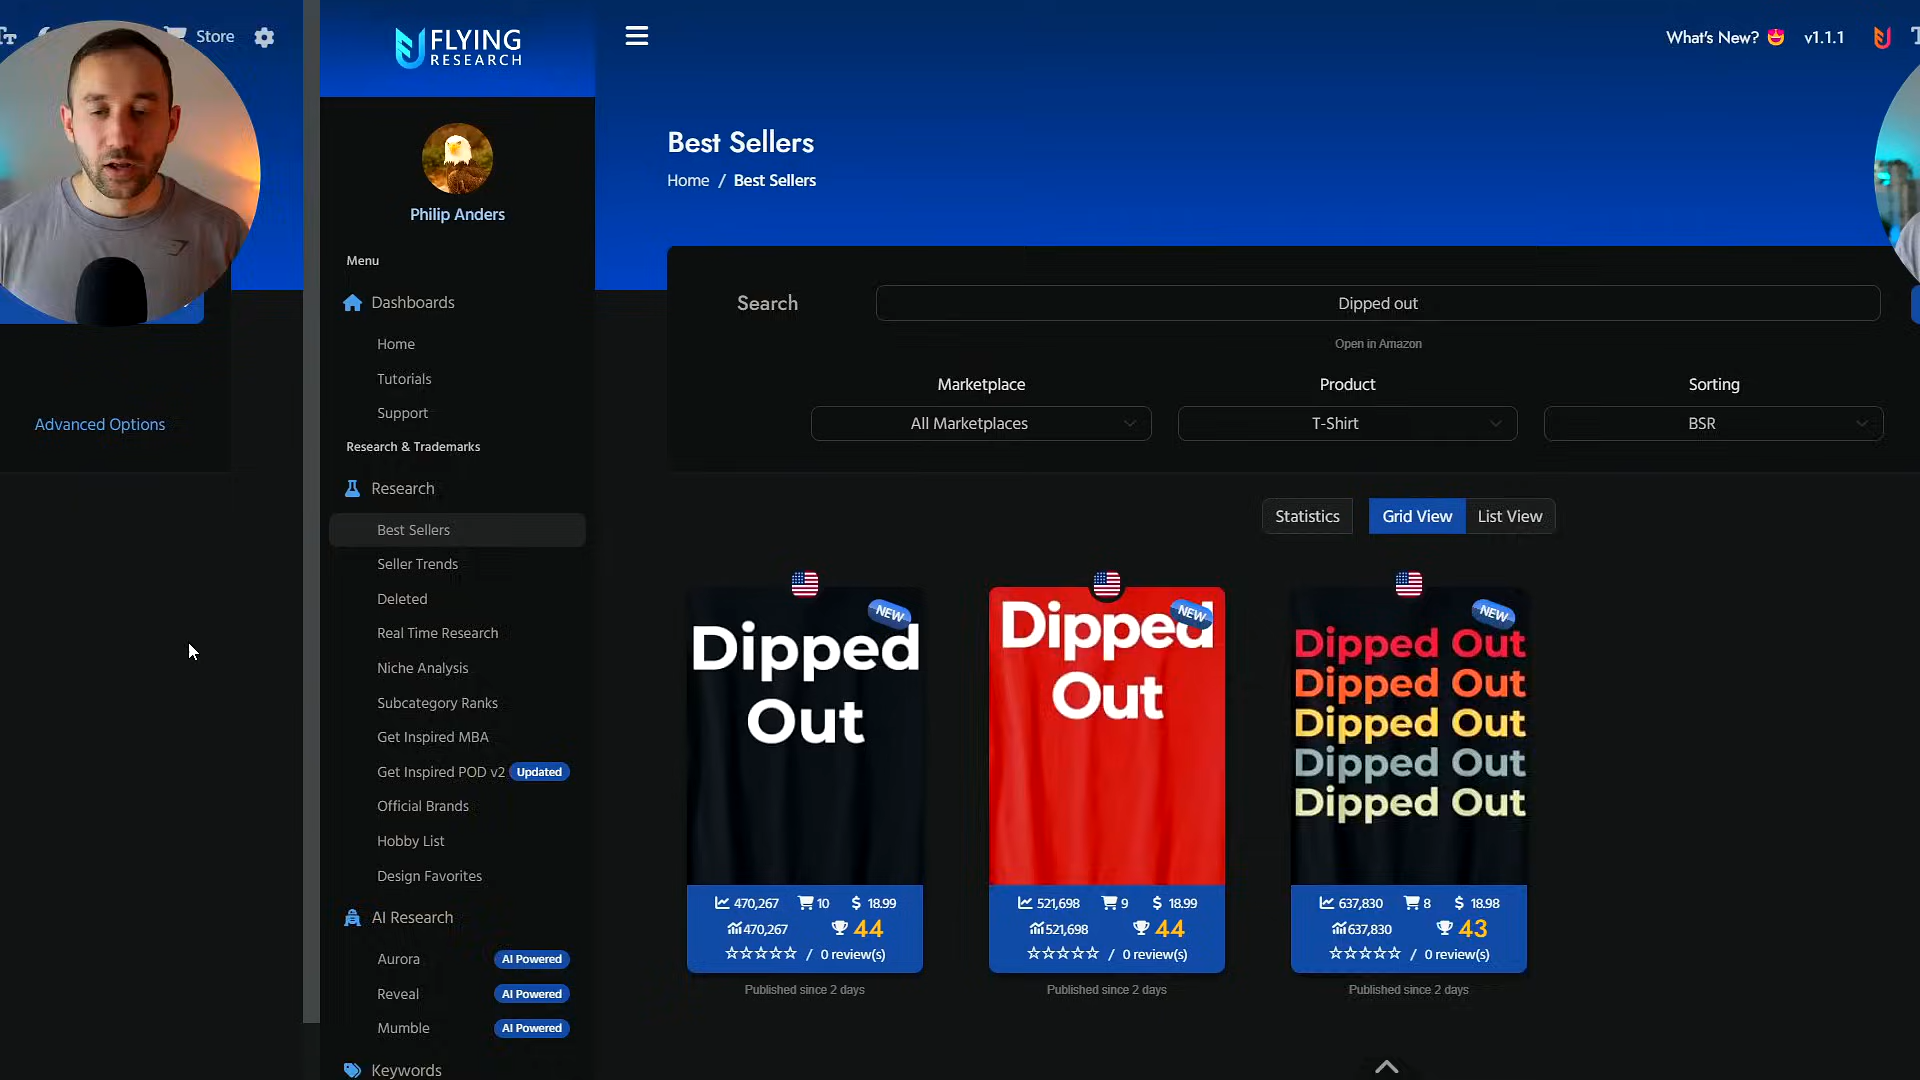 Store
Advanced Options
FLYING
RESEARCH
Philip Anders
Menu
Dashboards
Home
Tutorials
Support
Research & Trademarks
Research
Best Sellers
Seller Trends
Deleted
Real Time Research
Niche Analysis
Subcategory Ranks
Get Inspired MBA
Get Inspired POD v2 Updated
Official Brands
Hobby List
Design Favorites
AI Research
Aurora AI Powered
Reveal AI Powered
Mumble AI Powered
Keywords
What's New? v1.1.1
Best Sellers
Home / Best Sellers
Search Dipped out
Open in Amazon
Marketplace Product Sorting
All Marketplaces T-Shirt BSR
Statistics Grid View List View
NEW
Dipped
Out
470,267 10 $ 18.99
470,267 44
/ 0 review(s)
Published since 2 days
NEW
Dipped
Out
521,698 9 $ 18.99
521,698 44
/ 0 review(s)
Published since 2 days
NEW
Dipped Out
Dipped Out
Dipped Out
Dipped Out
Dipped Out
637,830 8 $ 18.98
637,830 43
/ 0 review(s)
Published since 2 days